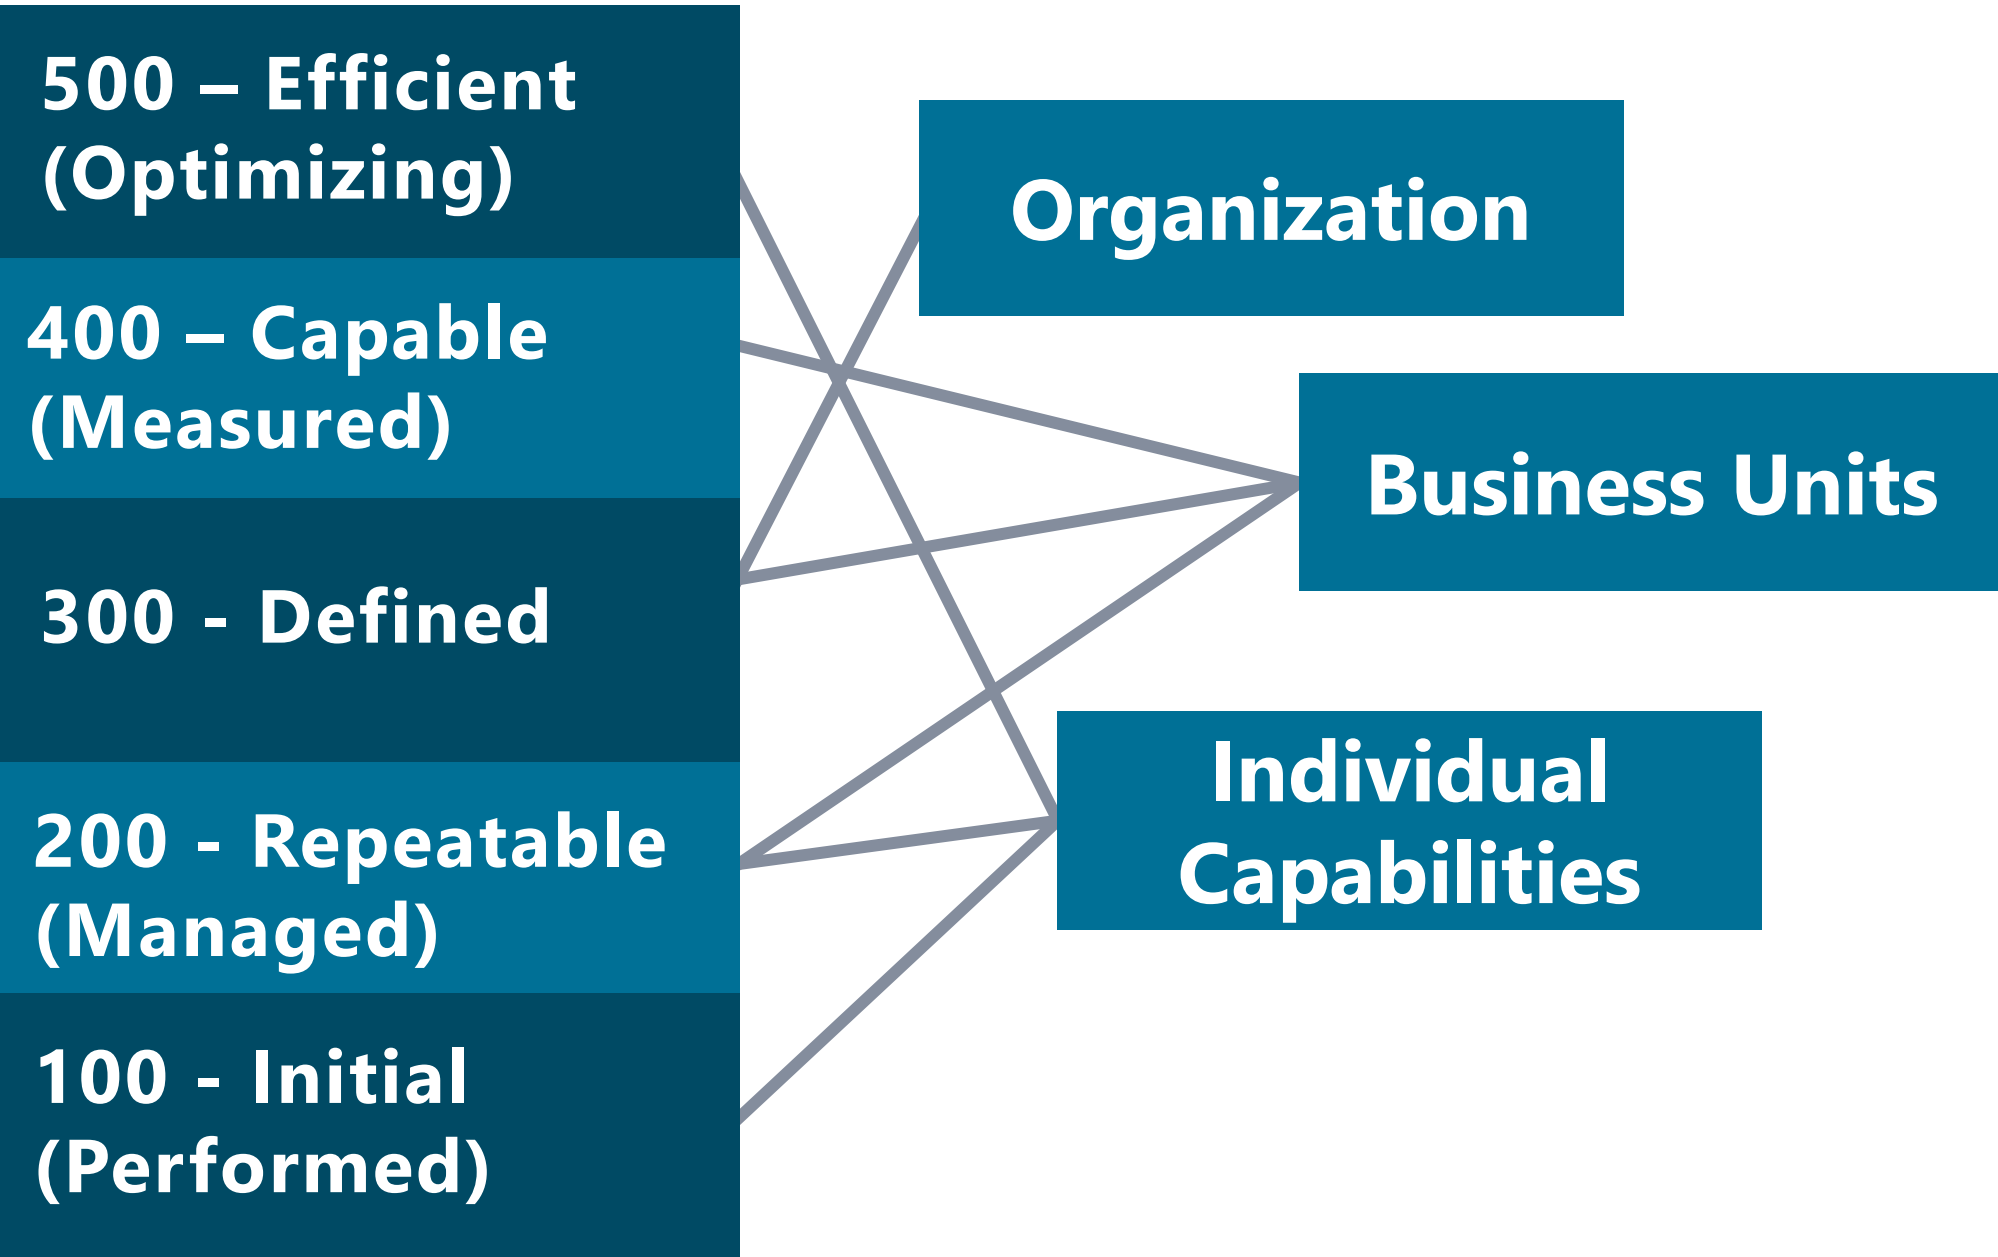 500 – Efficient
(Optimizing)
400 – Capable
(Measured)
300 - Defined
200 - Repeatable
(Managed)
100 - Initial
(Performed)
Organization
Business Units
Individual
Capabilities